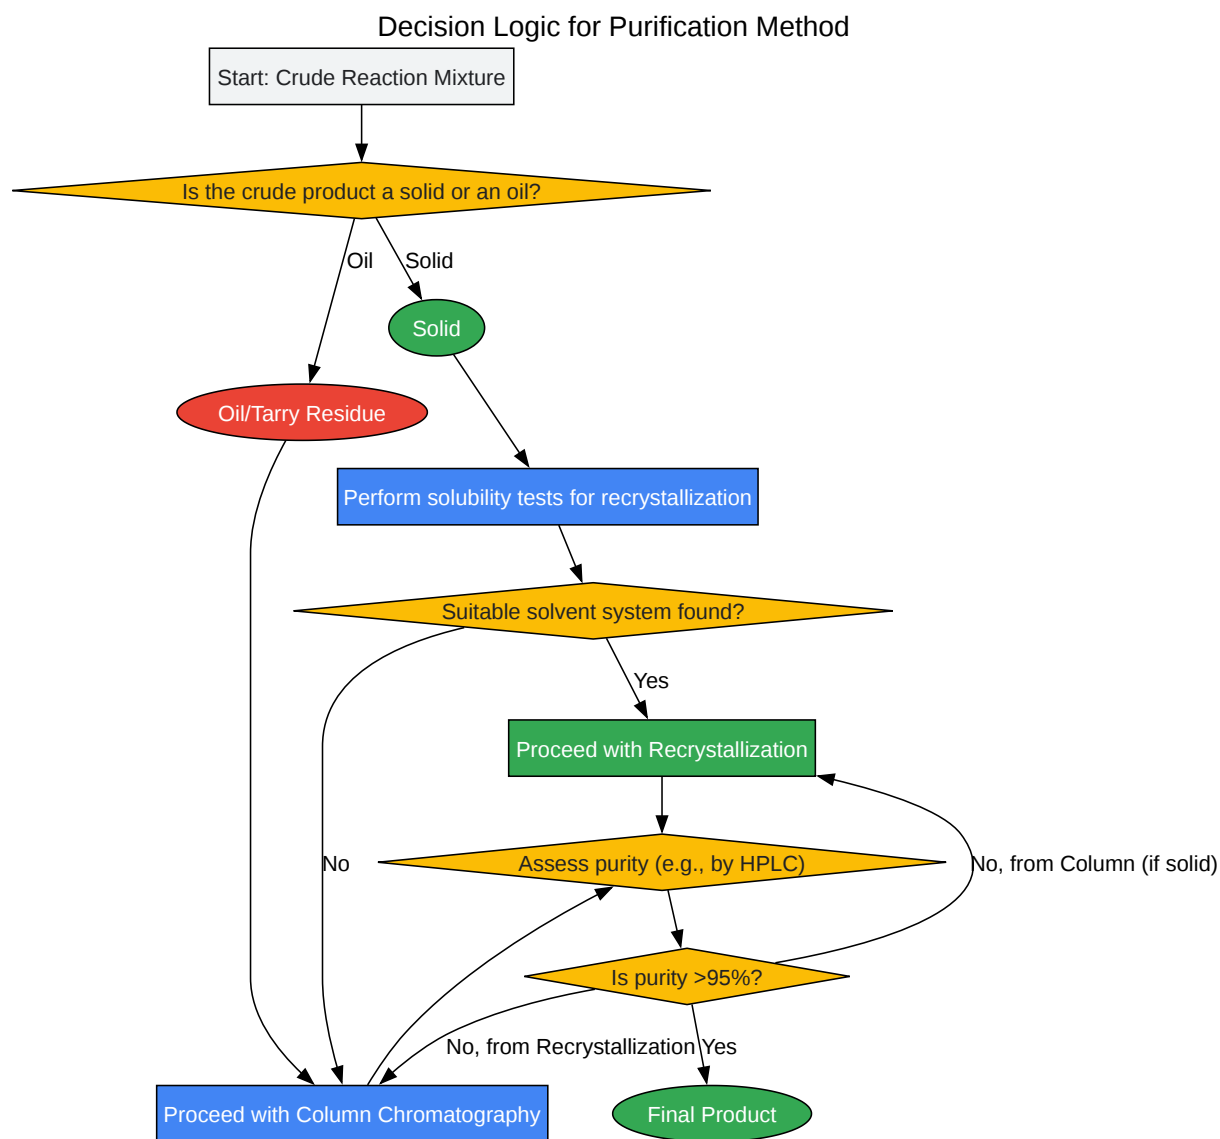 Decision Logic for Purification Method
Start: Crude Reaction Mixture
Is the crude product a solid or an oil?
Oil
Solid
Solid
Oil/Tarry Residue
Perform solubility tests for recrystallization
Suitable solvent system found?
Yes
Proceed with Recrystallization
No
Assess purity (e.g., by HPLC)
No, from Column (if solid)
Is purity >95%?
No, from Recrystallization
Yes
Proceed with Column Chromatography
Final Product